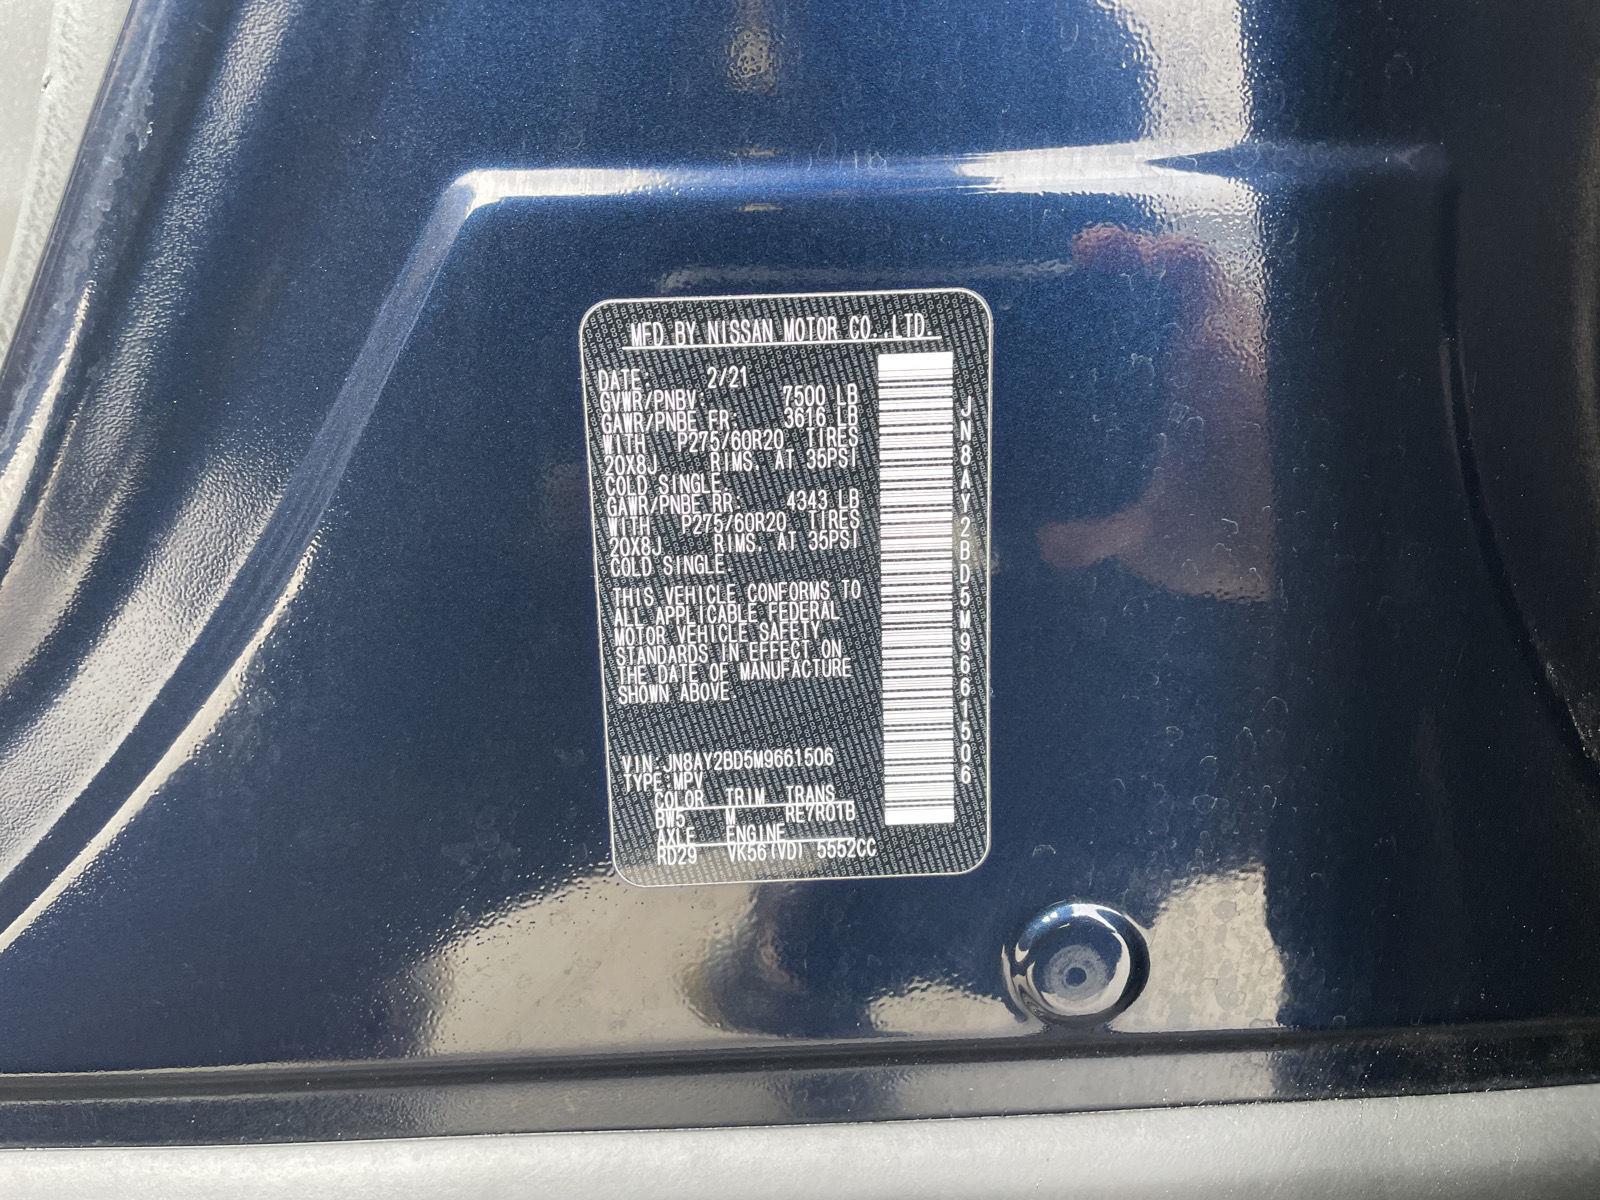 MFD BY NISSAN MOTOR CO.,LTD.
DATE: 2/21
GVWR/PNBV: 7500 LB
GAWR/PNBE FR: 3616 LB
WITH P275/60R20 TIRES
20X8J RIMS, AT 35PSI
COLD SINGLE.
GAWR/PNBE RR: 4343 LB
WITH P275/60R20 TIRES
20X8J RIMS, AT 35PSI
COLD SINGLE.
THIS VEHICLE CONFORMS TO
ALL APPLICABLE FEDERAL
MOTOR VEHICLE SAFETY
STANDARDS IN EFFECT ON
THE DATE OF MANUFACTURE
SHOWN ABOVE.
VIN:JN8AY2BD5M9661506
TYPE:MPV
COLOR TRIM TRANS
BW5 M RE7R01B
AXLE ENGINE
RD29 VK56(VD) 5552CC
JN8AY2BD5M9661506